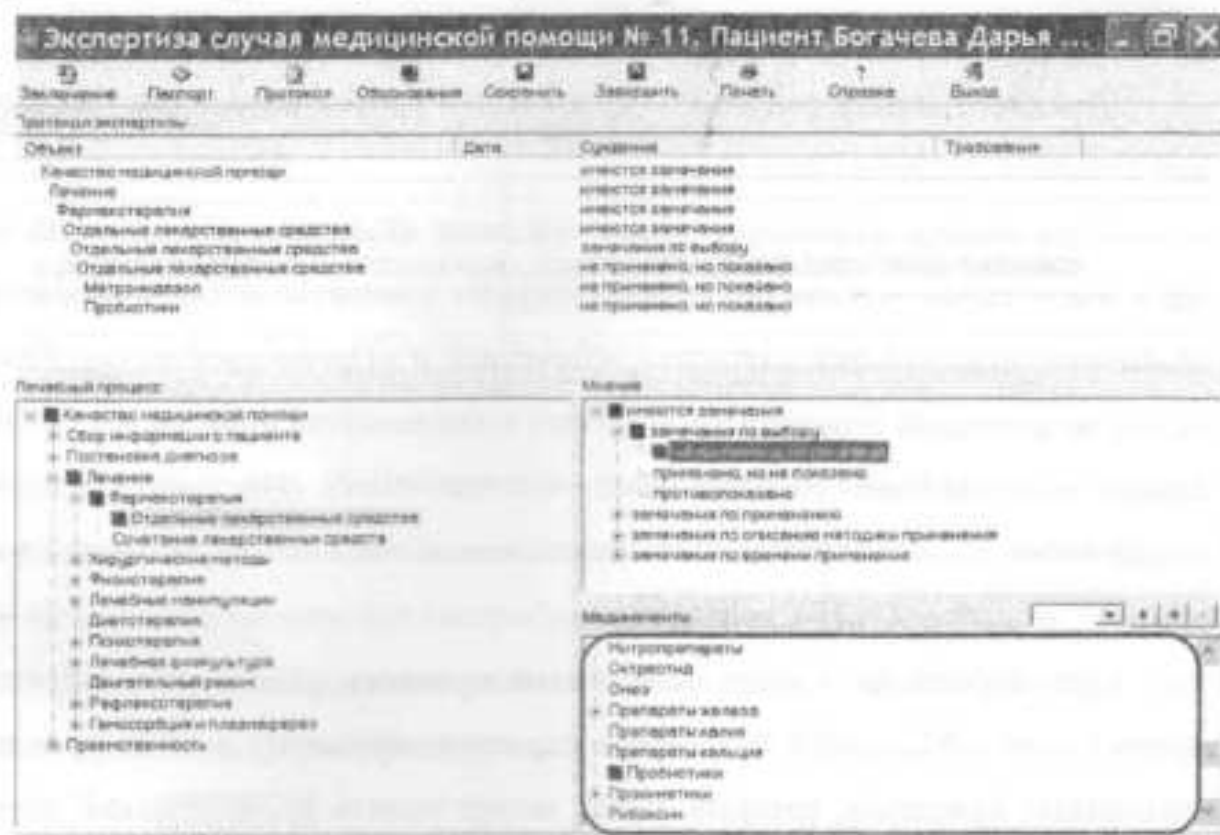 Экспертиза случая медицинской помощи № 11. Пациент Богачева Дарья ...
Заключение Паспорт Протокол Обоснования Сохранить Завершить Печать Справка Выход
Протокол экспертизы
Объект Дата Суждение Требование
Качество медицинской помощи имеются замечания
Лечение имеются замечания
Фармакотерапия имеются замечания
Отдельные лекарственные средства имеются замечания
Отдельные лекарственные средства замечания по выбору
Отдельные лекарственные средства не применено, но показано
Метронидазол не применено, но показано
Пробиотики не применено, но показано
Лечебный процесс
Качество медицинской помощи
Сбор информации о пациенте
Постановка диагноза
Лечение
Фармакотерапия
Отдельные лекарственные средства
Сочетание лекарственных средств
Хирургические методы
Физиотерапия
Лечебные манипуляции
Диетотерапия
Психотерапия
Лечебная физкультура
Двигательный режим
Рефлексотерапия
Гемосорбция и плазмаферез
Преемственность
Мнение
имеются замечания
замечания по выбору
применено, но не показано
противопоказано
замечания по применению
замечания по описанию методики применения
замечания по времени применения
Медикаменты
Нитропрепараты
Омез
Препараты железа
Препараты калия
Препараты кальция
Пробиотики
Прокинетики
Рибоксин